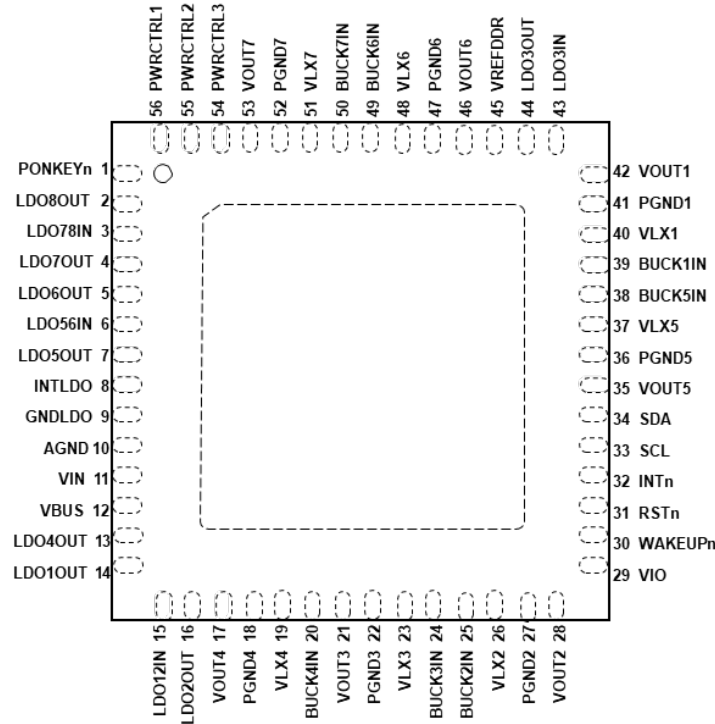 56 PWRCTRL1
55 PWRCTRL2
54 PWRCTRL3
53 VOUT7
52 PGND7
51 VLX7
50 BUCK7IN
49 BUCK6IN
48 VLX6
47 PGND6
46 VOUT6
45 VREFDDR
44 LDO3OUT
43 LDO3IN
PONKEYn 1
LDO8OUT 2
LDO78IN 3
LDO7OUT 4
LDO6OUT 5
LDO56IN 6
LDO5OUT 7
INTLDO 8
GNDLDO 9
AGND 10
VIN 11
VBUS 12
LDO4OUT 13
LDO1OUT 14
42 VOUT1
41 PGND1
40 VLX1
39 BUCK1IN
38 BUCK5IN
37 VLX5
36 PGND5
35 VOUT5
34 SDA
33 SCL
32 INTn
31 RSTn
30 WAKEUPn
29 VIO
LDO12IN 15
LDO2OUT 16
VOUT4 17
PGND4 18
VLX4 19
BUCK4IN 20
VOUT3 21
PGND3 22
VLX3 23
BUCK3IN 24
BUCK2IN 25
VLX2 26
PGND2 27
VOUT2 28